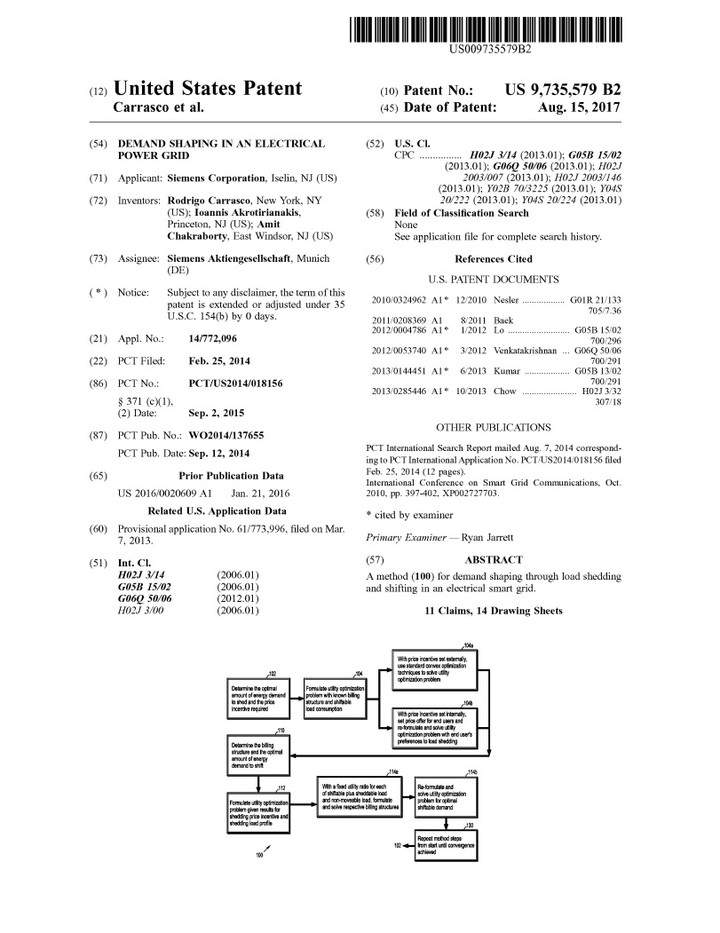 US009735579B2
(12) United States Patent
Carrasco et al.
(10) Patent No.: US 9,735,579 B2
(45) Date of Patent: Aug. 15, 2017
(54) DEMAND SHAPING IN AN ELECTRICAL
POWER GRID
(71) Applicant: Siemens Corporation, Iselin, NJ (US)
(72) Inventors: Rodrigo Carrasco, New York, NY
(US); Ioannis Akrotirianakis,
Princeton, NJ (US); Amit
Chakraborty, East Windsor, NJ (US)
(73) Assignee: Siemens Aktiengesellschaft, Munich
(DE)
( * ) Notice: Subject to any disclaimer, the term of this
patent is extended or adjusted under 35
U.S.C. 154(b) by 0 days.
(21) Appl. No.: 14/772,096
(22) PCT Filed: Feb. 25, 2014
(86) PCT No.: PCT/US2014/018156
§ 371 (c)(1),
(2) Date: Sep. 2, 2015
(87) PCT Pub. No.: WO2014/137655
PCT Pub. Date: Sep. 12, 2014
(65) Prior Publication Data
US 2016/0020609 A1 Jan. 21, 2016
Related U.S. Application Data
(60) Provisional application No. 61/773,996, filed on Mar.
7, 2013.
(51) Int. Cl.
H02J 3/14 (2006.01)
G05B 15/02 (2006.01)
G06Q 50/06 (2012.01)
H02J 3/00 (2006.01)
(52) U.S. Cl.
CPC ................ H02J 3/14 (2013.01); G05B 15/02
(2013.01); G06Q 50/06 (2013.01); H02J
2003/007 (2013.01); H02J 2003/146
(2013.01); Y02B 70/3225 (2013.01); Y04S
20/222 (2013.01); Y04S 20/224 (2013.01)
(58) Field of Classification Search
None
See application file for complete search history.
(56) References Cited
U.S. PATENT DOCUMENTS
2010/0324962 A1* 12/2010 Nesler ................ G01R 21/133
705/7.36
2011/0208369 A1 8/2011 Baek
2012/0004786 A1* 1/2012 Lo ........................ G05B 15/02
700/296
2012/0053740 A1* 3/2012 Venkatakrishnan ... G06Q 50/06
700/291
2013/0144451 A1* 6/2013 Kumar .................. G05B 13/02
700/291
2013/0285446 A1* 10/2013 Chow ..................... H02J 3/32
307/18
OTHER PUBLICATIONS
PCT International Search Report mailed Aug. 7, 2014 correspond-
ing to PCT International Application No. PCT/US2014/018156 filed
Feb. 25, 2014 (12 pages).
International Conference on Smart Grid Communications, Oct.
2010, pp. 397-402, XP002727703.
* cited by examiner
Primary Examiner — Ryan Jarrett
(57) ABSTRACT
A method (100) for demand shaping through load shedding
and shifting in an electrical smart grid.
11 Claims, 14 Drawing Sheets
104a
With price incentive set externally,
use standard convex optimization
techniques to solve utility
optimization problem
102
Determine the optimal
amount of energy demand
to shed and the price
incentive required
104
Formulate utility optimization
problem with known billing
structure and shiftable
load consumption
104b
With price incentive set internally,
set price offer for end users and
re-formulate and solve utility
optimization problem with end user's
preferences to load shedding
110
Determine the billing
structure and the optimal
amount of energy
demand to shift
112
Formulate utility optimization
problem given results for
shedding price incentive and
shedding load profile
114a
With a fixed utility ratio for each
of shiftable plus sheddable load
and non-moveable load, formulate
and solve respective billing structures
114b
Re-formulate and
solve utility optimization
problem for optimal
shiftable demand
130
Repeat method steps
from start until convergence
achieved
102
100